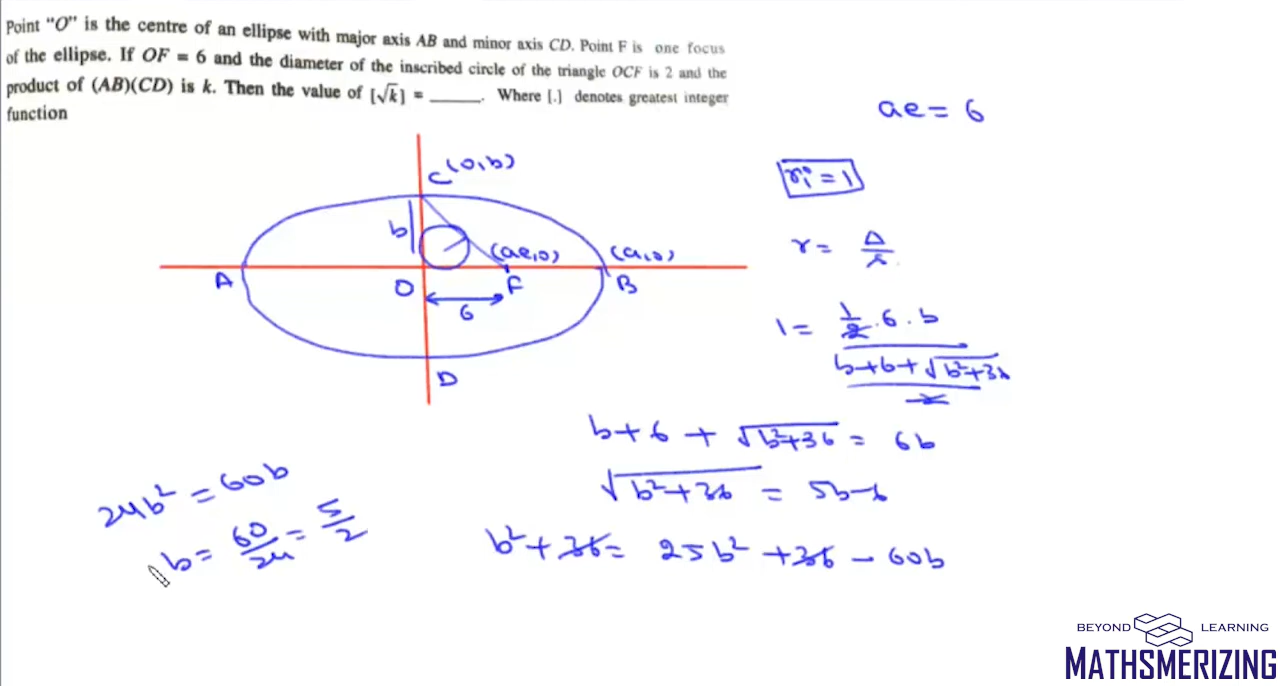 Point "O" is the centre of an ellipse with major axis AB and minor axis CD. Point F is one focus
of the ellipse. If OF = 6 and the diameter of the inscribed circle of the triangle OCF is 2 and the
product of (AB)(CD) is k. Then the value of [√k] = _____. Where [.] denotes greatest integer
function
ae = 6
C (0,b)
r = 1
b
(ae,0)
(a,0)
r = Δ/s
A
O
F
B
6
1 = 1/2 . 6 . b
b+6+√b²+36
2
D
b+6 + √b²+36 = 6b
√b²+36 = 5b-6
b²+36 = 25b² +36 - 60b
24b² = 60b
b = 60/24 = 5/2
BEYOND LEARNING
MATHSMERIZING